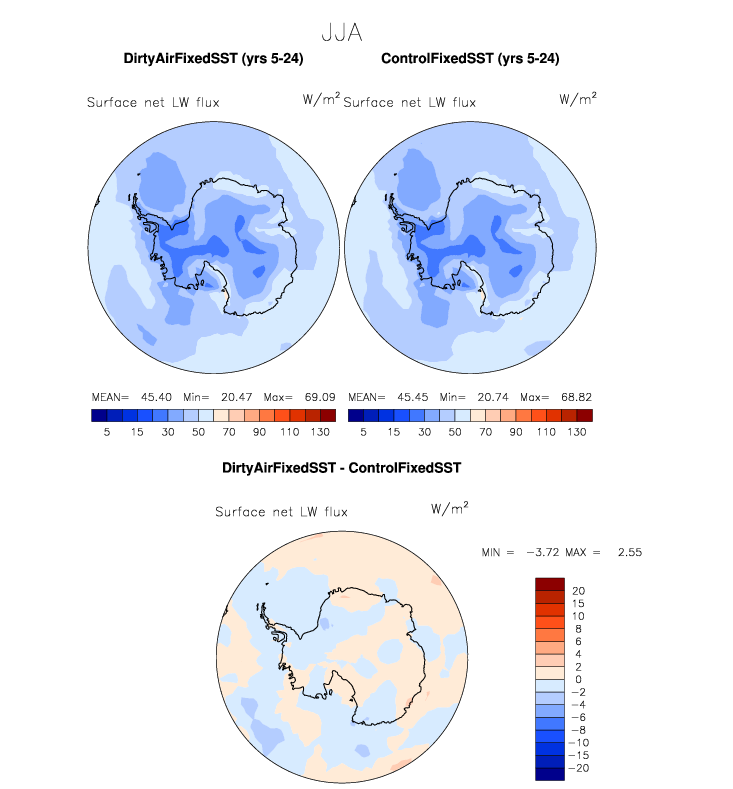 JJA
DirtyAirFixedSST (yrs 5-24) ControlFixedSST (yrs 5-24)
Surface net LW flux W/m² Surface net LW flux W/m²
MEAN= 45.40 Min= 20.47 Max= 69.09 MEAN= 45.45 Min= 20.74 Max= 68.82
5 15 30 50 70 90 110 130 5 15 30 50 70 90 110 130
DirtyAirFixedSST - ControlFixedSST
Surface net LW flux W/m²
MIN = −3.72 MAX = 2.55
20
15
10
8
6
4
2
0
−2
−4
−6
−8
−10
−15
−20